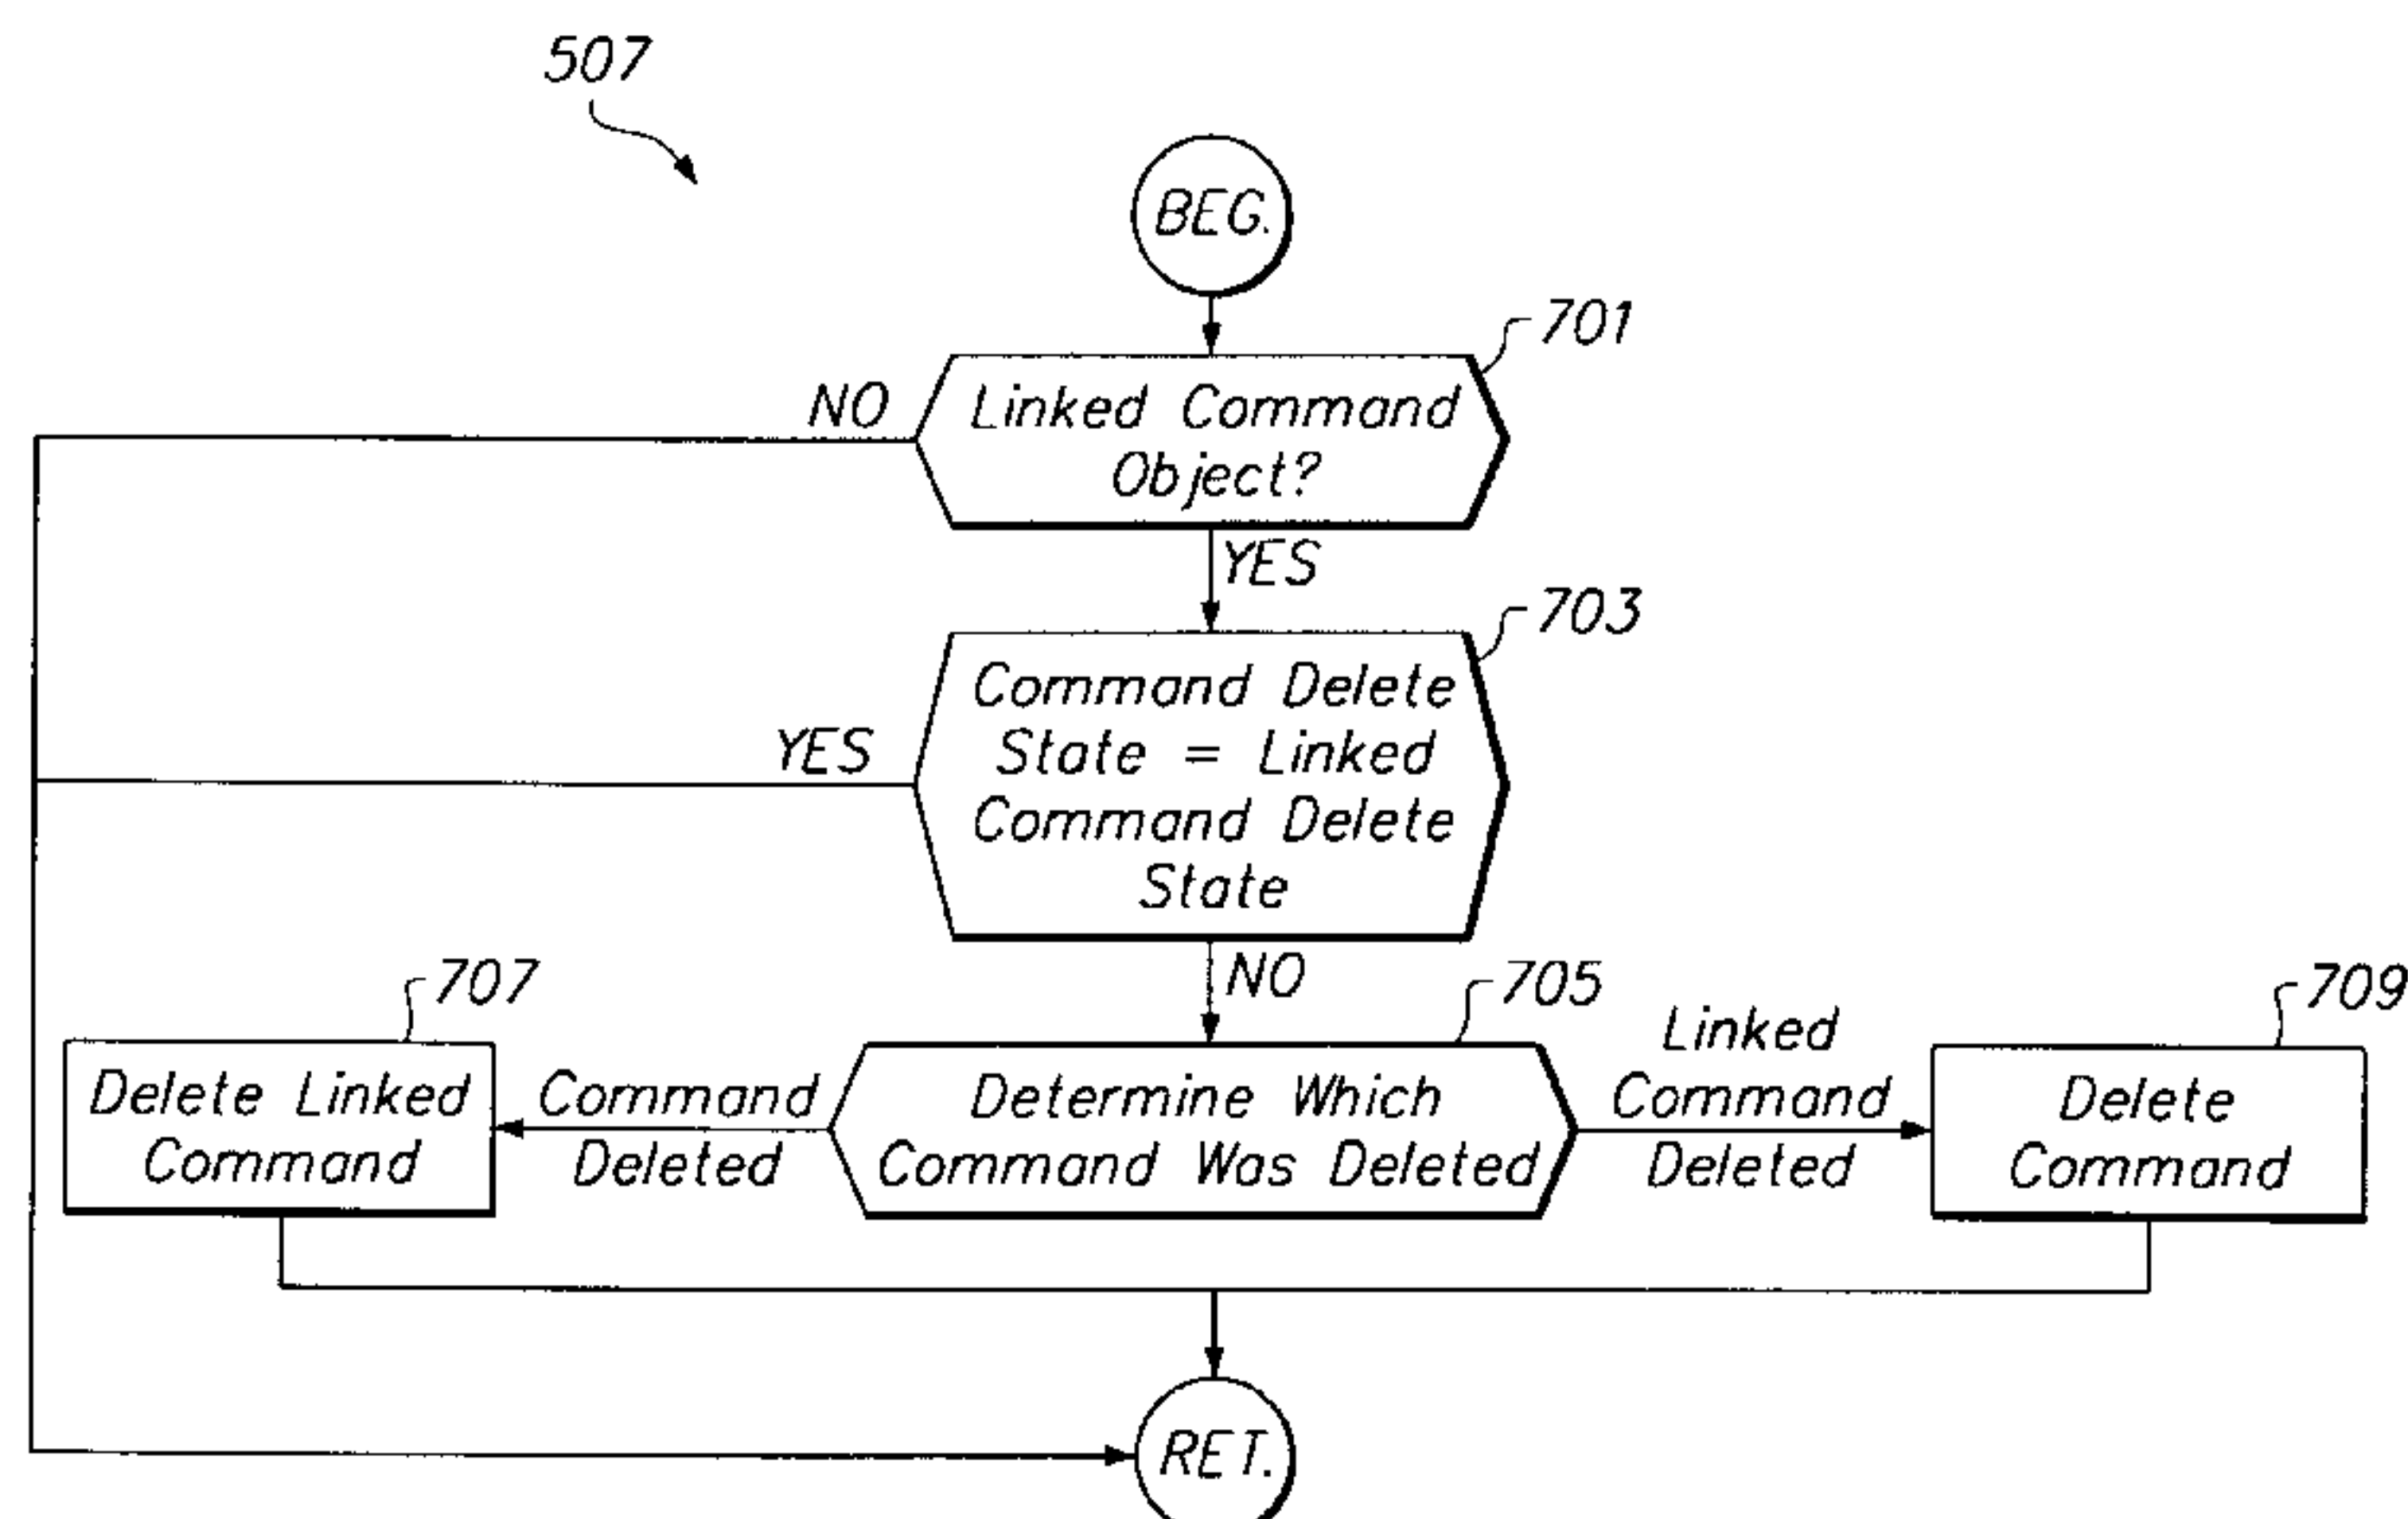 507
BEG.
701
NO
Linked Command
Object?
YES
703
Command Delete
State = Linked
Command Delete
State
YES
NO
707
705
709
Delete Linked
Command
Command
Deleted
Determine Which
Command Was Deleted
Linked
Command
Deleted
Delete
Command
RET.